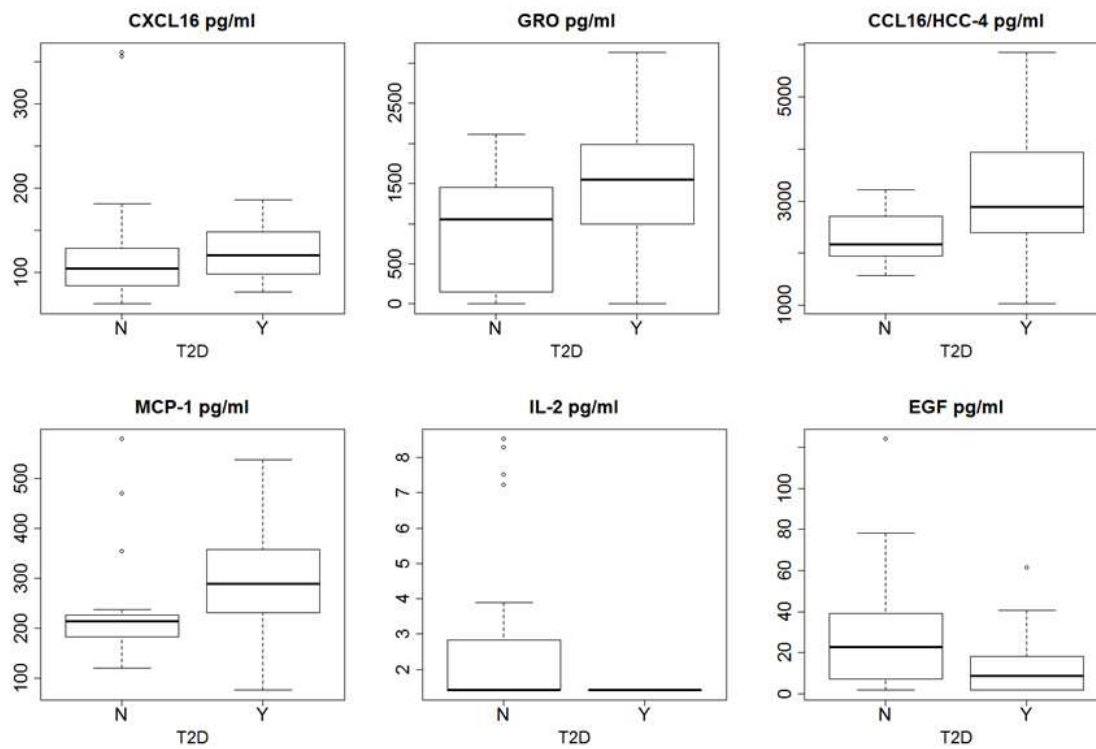 CXCL16 pg/ml
300
200
100
N Y
T2D
GRO pg/ml
2500
1500
500
0
N Y
T2D
CCL16/HCC-4 pg/ml
5000
3000
1000
N Y
T2D
MCP-1 pg/ml
500
400
300
200
100
N Y
T2D
IL-2 pg/ml
8
7
6
5
4
3
2
N Y
T2D
EGF pg/ml
100
80
60
40
20
0
N Y
T2D